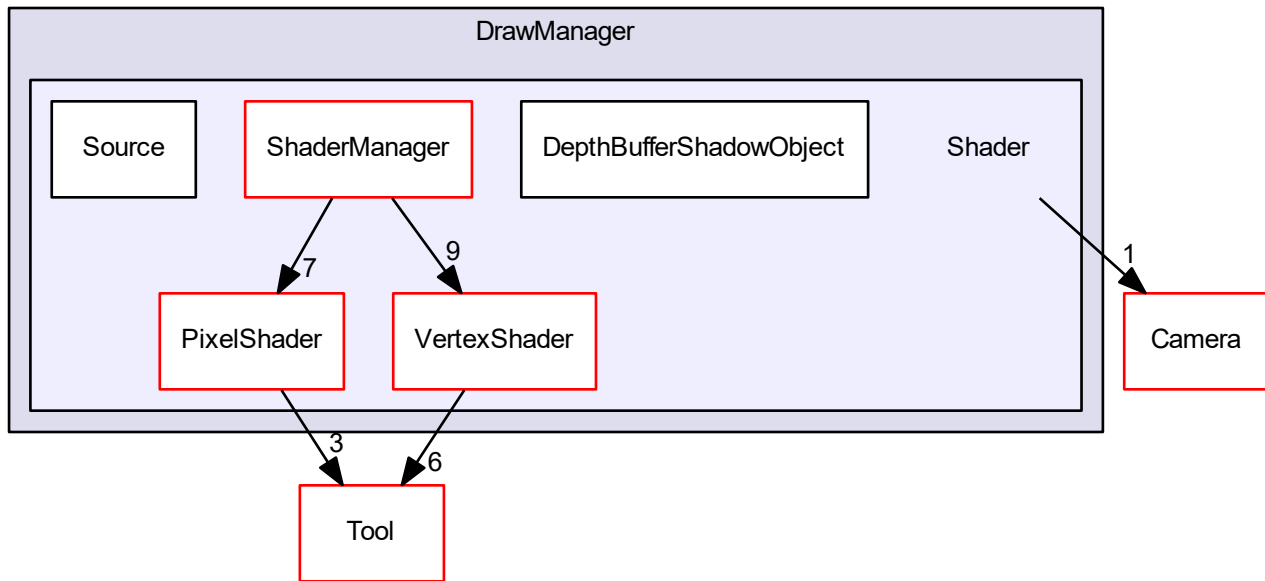 DrawManager
Source
ShaderManager
DepthBufferShadowObject
Shader
7
9
1
PixelShader
VertexShader
Camera
3
6
Tool